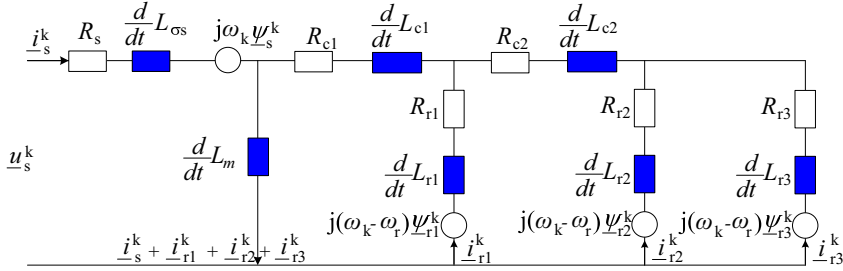 i_s^k R_s d/dt L_σs jω_k ψ_s^k R_c1 d/dt L_c1 R_c2 d/dt L_c2
R_r1 R_r2 R_r3
u_s^k d/dt L_m d/dt L_r1 d/dt L_r2 d/dt L_r3
j(ω_k-ω_r)ψ_r1^k j(ω_k-ω_r)ψ_r2^k j(ω_k-ω_r)ψ_r3^k
i_s^k + i_r1^k + i_r2^k + i_r3^k i_r1^k i_r2^k i_r3^k